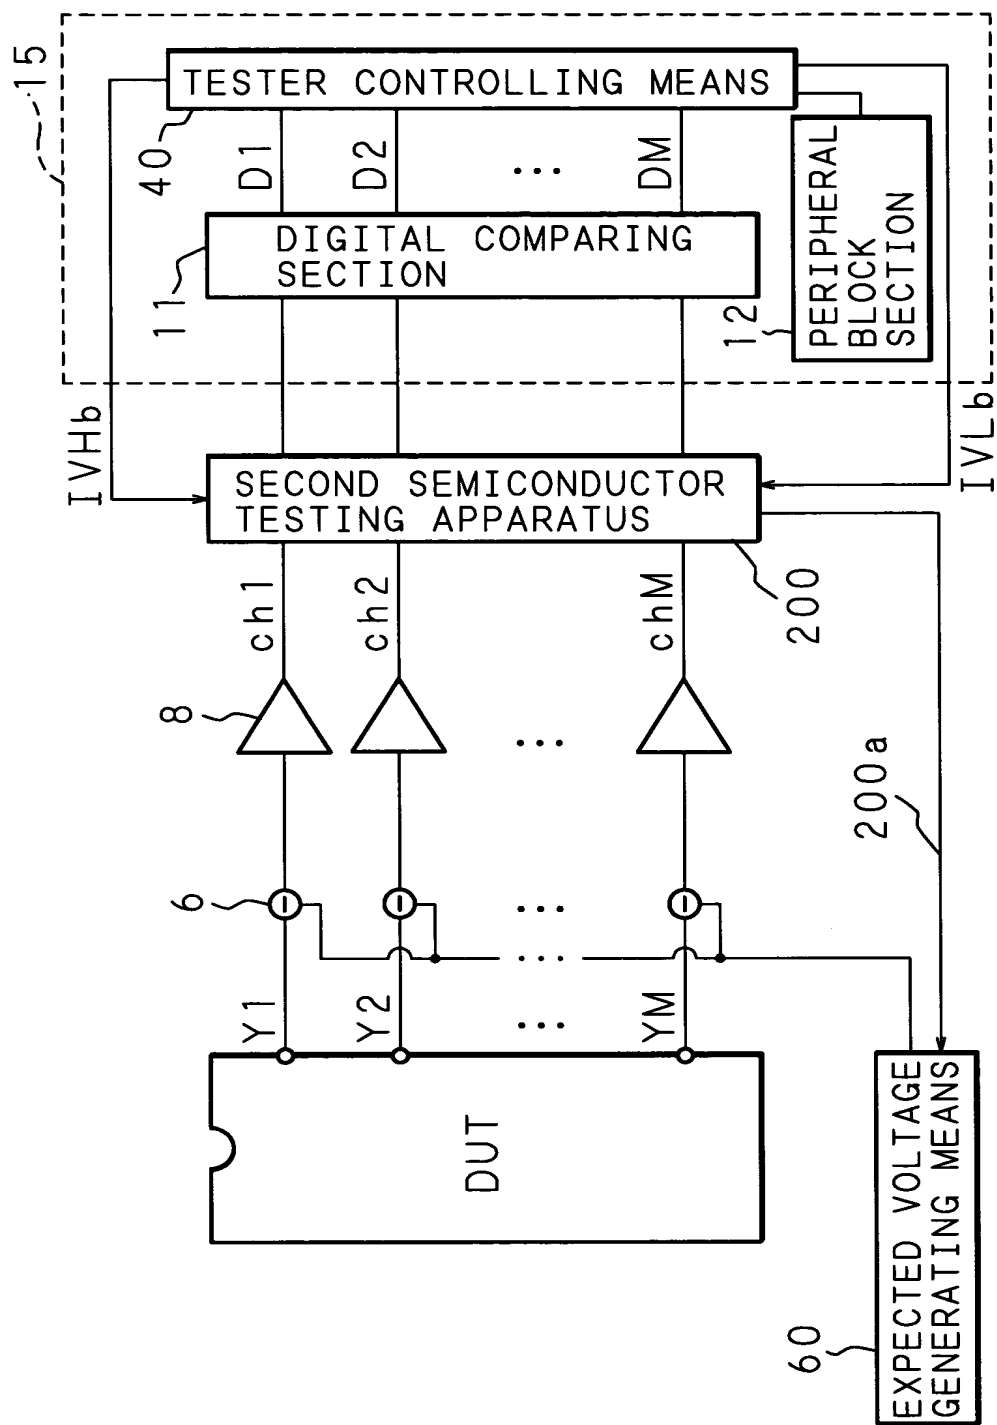 15
TESTER CONTROLLING MEANS
40
D1
D2
...
DM
DIGITAL COMPARING
SECTION
11
12
PERIPHERAL
BLOCK
SECTION
IVHb
IVLb
SECOND SEMICONDUCTOR
TESTING APPARATUS
200
ch1
ch2
chM
8
...
200a
6
...
...
Y1
Y2
...
YM
DUT
EXPECTED VOLTAGE
GENERATING MEANS
60